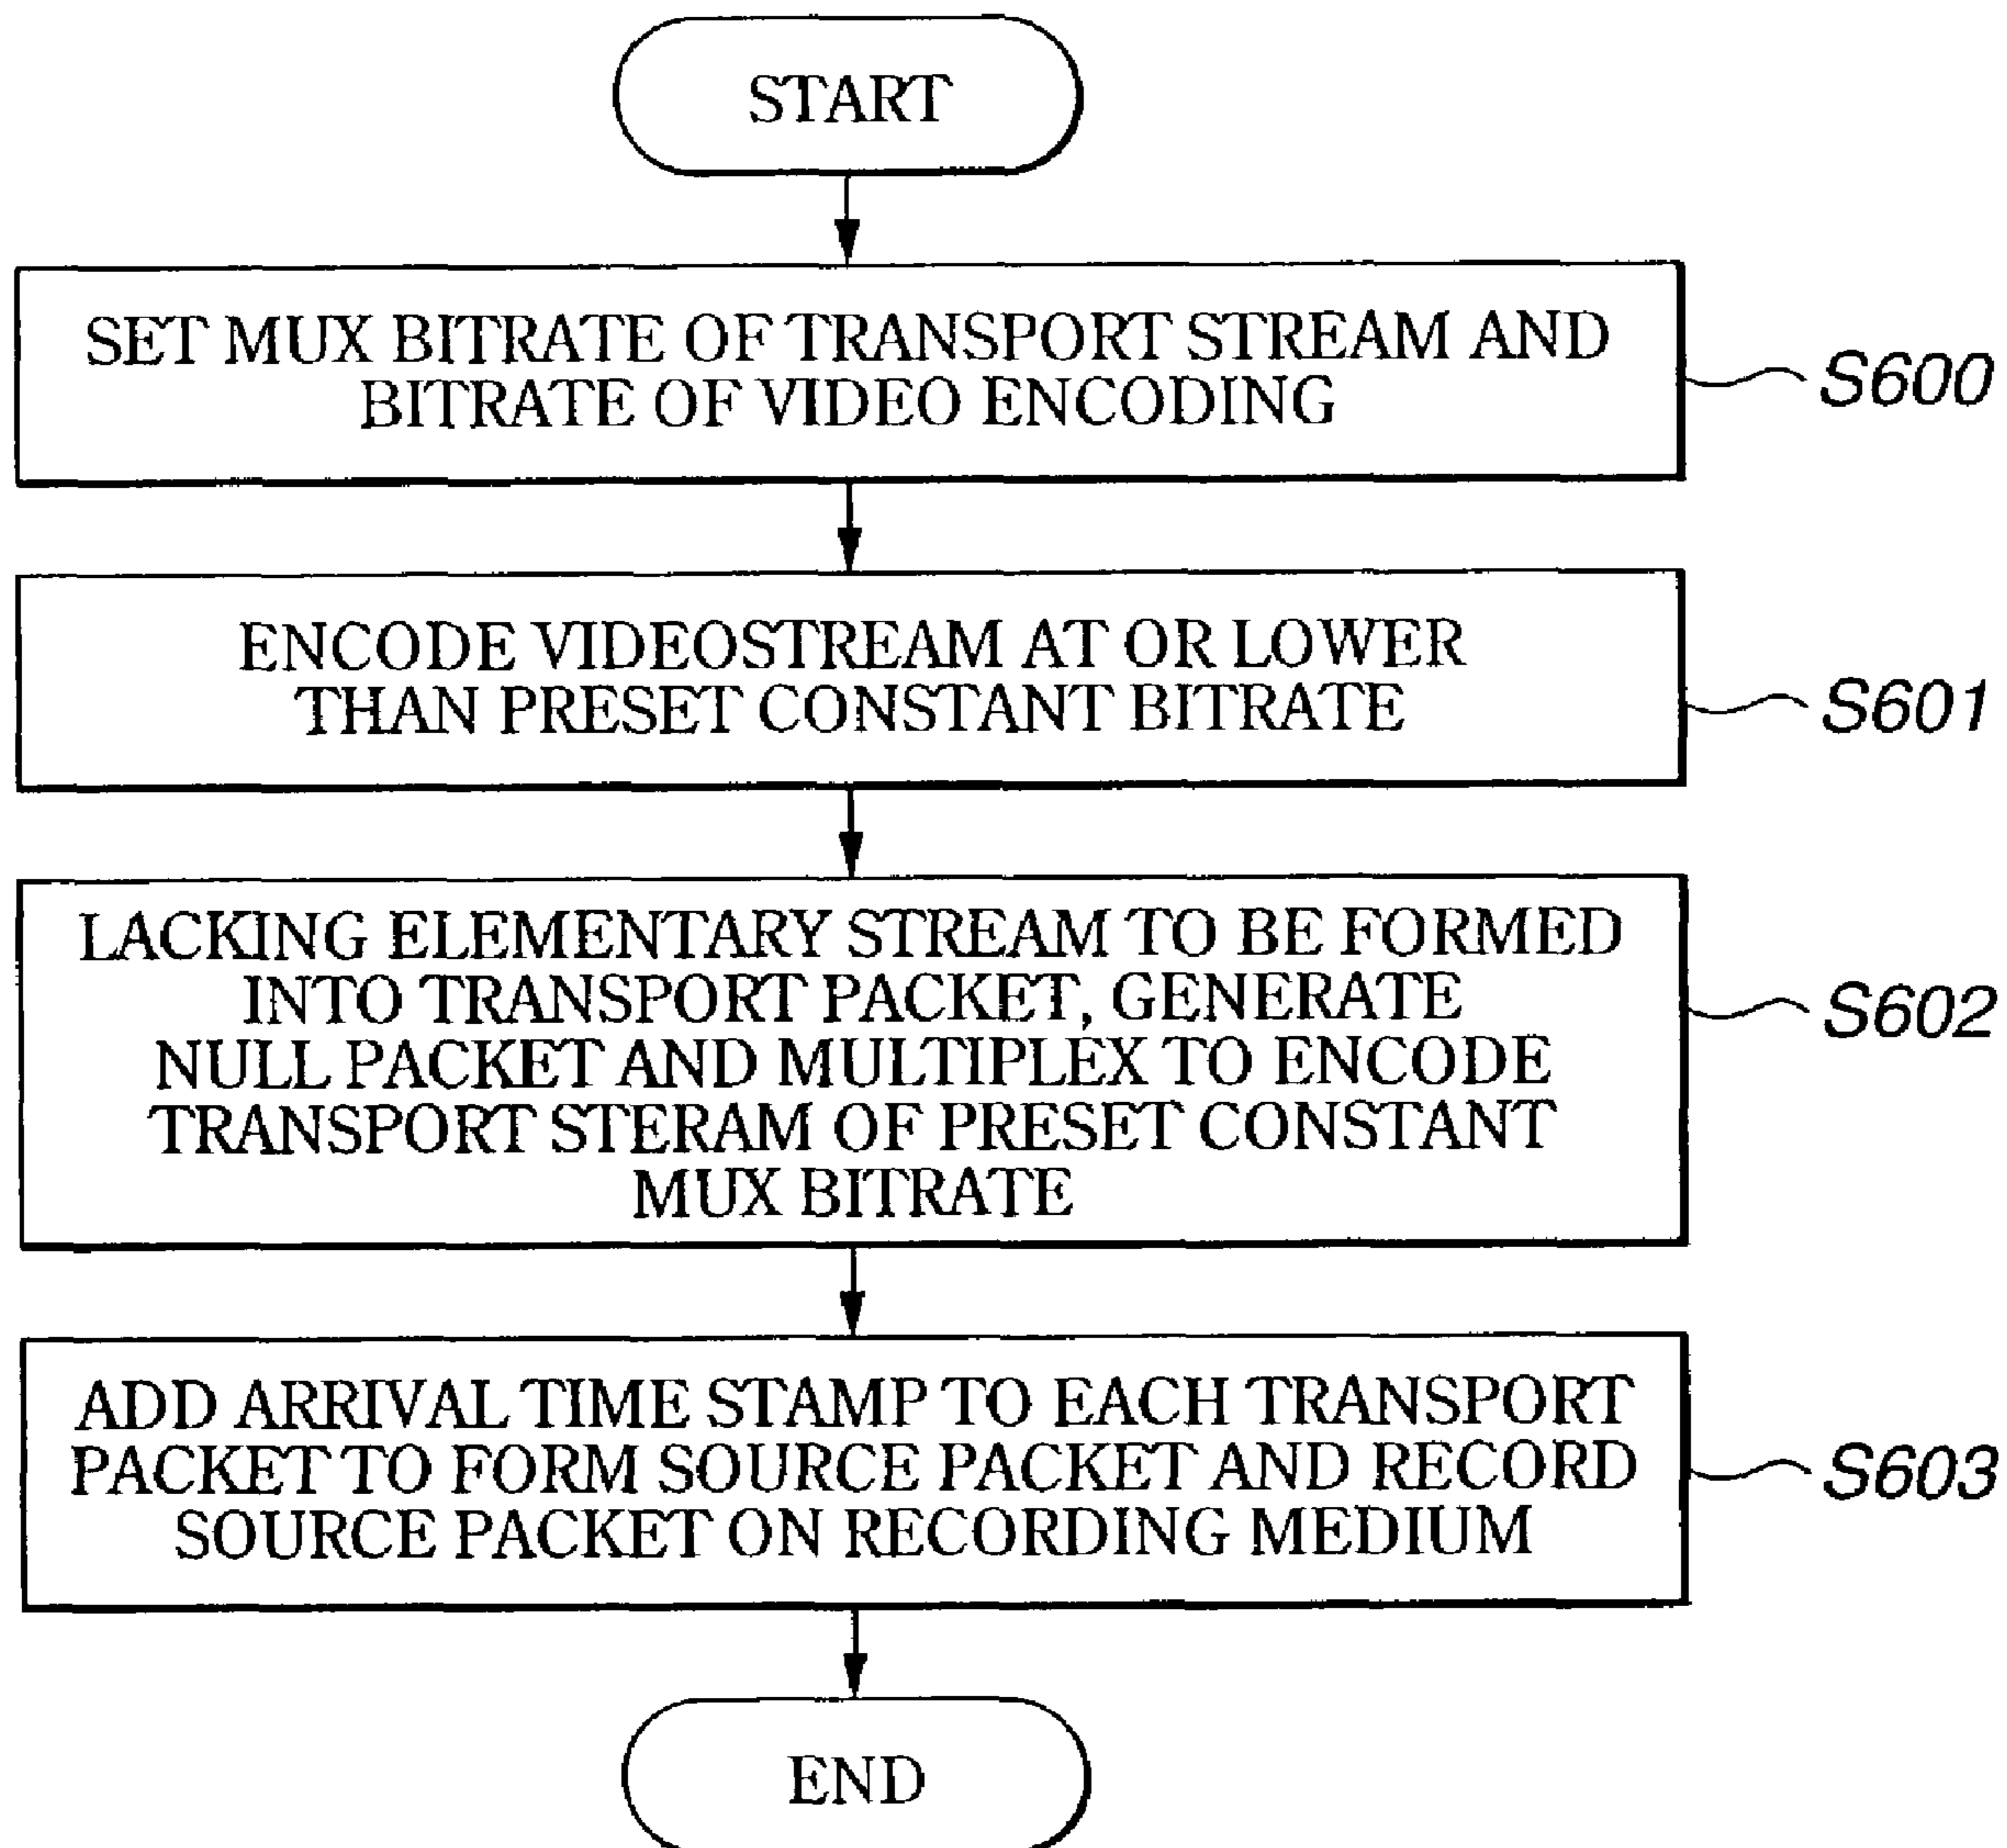 START
SET MUX BITRATE OF TRANSPORT STREAM AND
BITRATE OF VIDEO ENCODING
S600
ENCODE VIDEOSTREAM AT OR LOWER
THAN PRESET CONSTANT BITRATE
S601
LACKING ELEMENTARY STREAM TO BE FORMED
INTO TRANSPORT PACKET, GENERATE
NULL PACKET AND MULTIPLEX TO ENCODE
TRANSPORT STERAM OF PRESET CONSTANT
MUX BITRATE
S602
ADD ARRIVAL TIME STAMP TO EACH TRANSPORT
PACKET TO FORM SOURCE PACKET AND RECORD
SOURCE PACKET ON RECORDING MEDIUM
S603
END